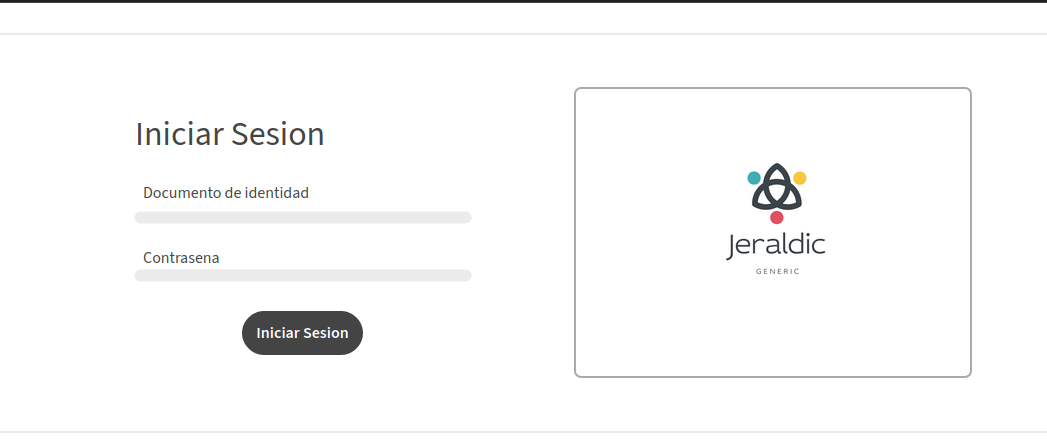 Iniciar Sesion
Documento de identidad
Contrasena
Iniciar Sesion
Jeraldic
GENERIC